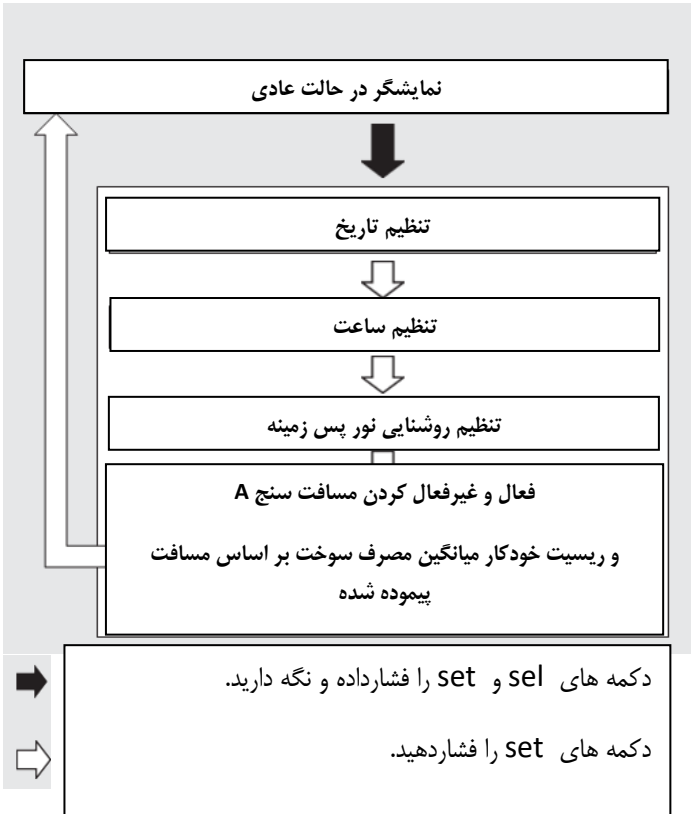 نمایشگر در حالت عادی
تنظیم تاریخ
تنظیم ساعت
تنظیم روشنایی نور پس زمینه
فعال و غیرفعال کردن مسافت سنج A
و ریسیت خودکار میانگین مصرف سوخت بر اساس مسافت
پیموده شده
دکمه های sel و set را فشارداده و نگه دارید.
دکمه های set را فشاردهید.